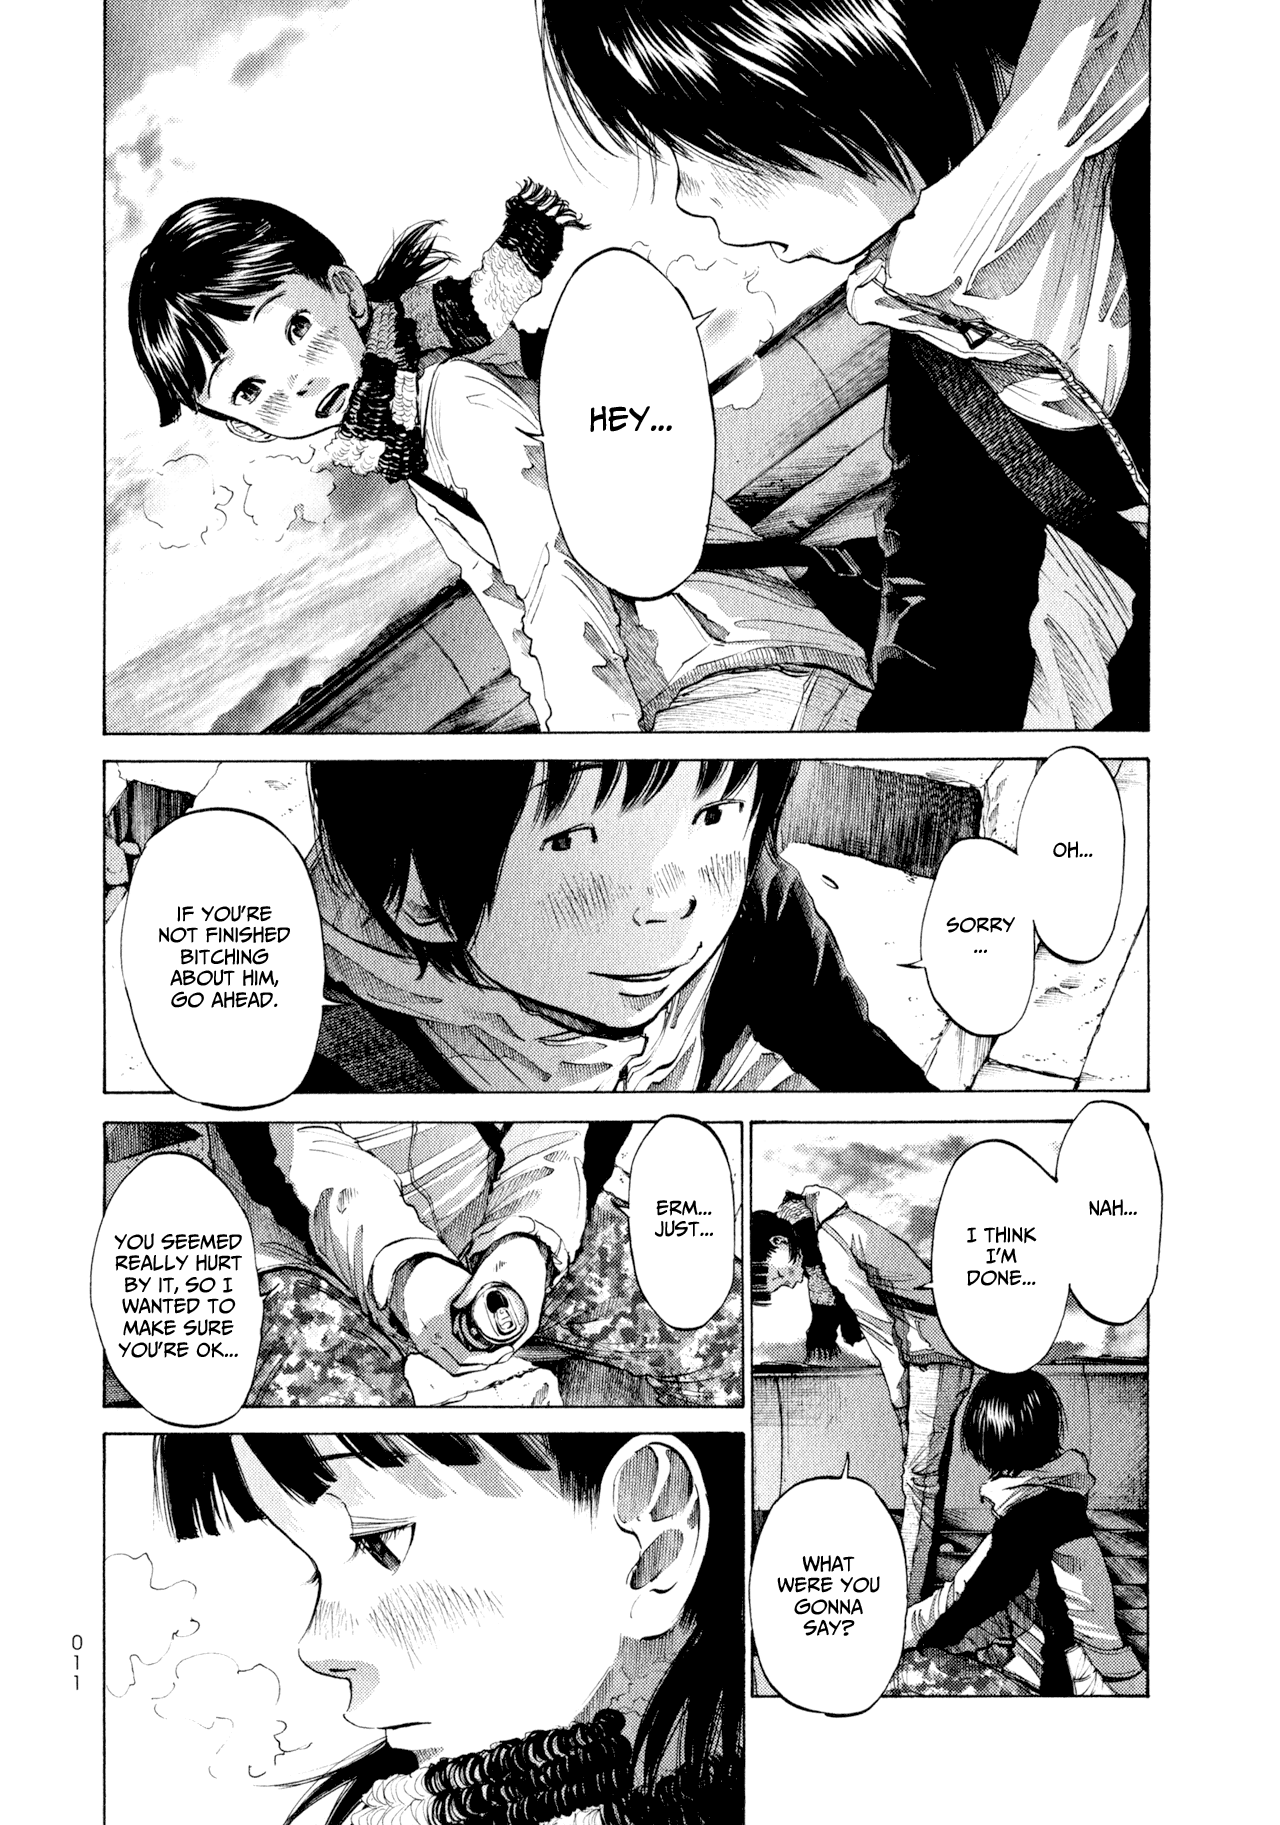 HEY...
OH...
SORRY
...
IF YOU'RE
NOT FINISHED
BITCHING
ABOUT HIM,
GO AHEAD.
NAH...
I THINK
I'M
DONE...
WHAT
WERE YOU
GONNA
SAY?
ERM...
JUST...
YOU SEEMED
REALLY HURT
BY IT, SO I
WANTED TO
MAKE SURE
YOU'RE OK...
011